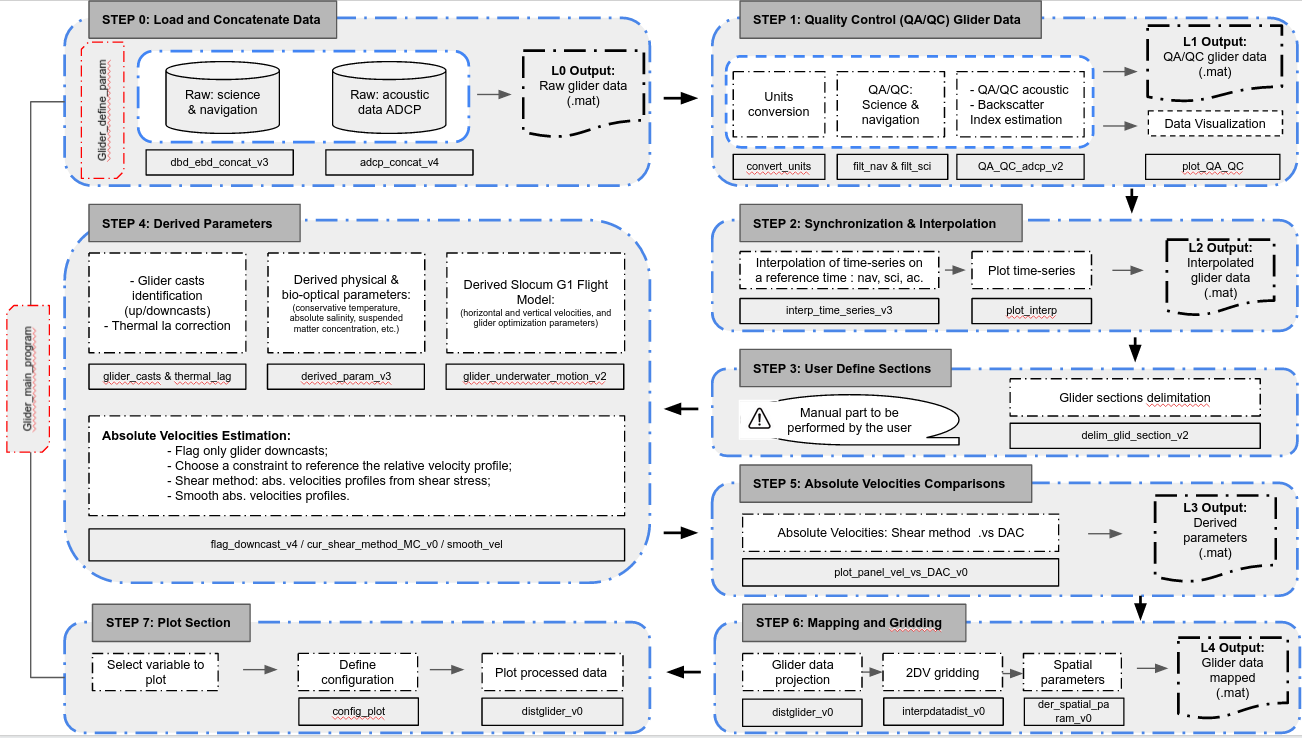 STEP 0: Load and Concatenate Data
Glider_define_param
Raw: science
& navigation
Raw: acoustic
data ADCP
L0 Output:
Raw glider data
(.mat)
dbd_ebd_concat_v3
adcp_concat_v4
STEP 1: Quality Control (QA/QC) Glider Data
Units
conversion
QA/QC:
Science &
navigation
- QA/QC acoustic
- Backscatter
Index estimation
L1 Output:
QA/QC glider data
(.mat)
Data Visualization
convert_units
filt_nav & filt_sci
QA_QC_adcp_v2
plot_QA_QC
STEP 2: Synchronization & Interpolation
Interpolation of time-series on
a reference time : nav, sci, ac.
Plot time-series
L2 Output:
Interpolated
glider data
(.mat)
interp_time_series_v3
plot_interp
STEP 3: User Define Sections
Manual part to be
performed by the user
Glider sections delimitation
delim_glid_section_v2
Glider_main_program
STEP 4: Derived Parameters
- Glider casts
identification
(up/downcasts)
- Thermal la correction
Derived physical &
bio-optical parameters:
(conservative temperature,
absolute salinity, suspended
matter concentration, etc.)
Derived Slocum G1 Flight
Model:
(horizontal and vertical velocities, and
glider optimization parameters)
glider_casts & thermal_lag
derived_param_v3
glider_underwater_motion_v2
Absolute Velocities Estimation:
- Flag only glider downcasts;
- Choose a constraint to reference the relative velocity profile;
- Shear method: abs. velocities profiles from shear stress;
- Smooth abs. velocities profiles.
flag_downcast_v4 / cur_shear_method_MC_v0 / smooth_vel
STEP 5: Absolute Velocities Comparisons
Absolute Velocities: Shear method .vs DAC
plot_panel_vel_vs_DAC_v0
L3 Output:
Derived
parameters
(.mat)
STEP 6: Mapping and Gridding
Glider data
projection
2DV gridding
Spatial
parameters
L4 Output:
Glider data
mapped
(.mat)
distglider_v0
interpdatadist_v0
der_spatial_pa
ram_v0
STEP 7: Plot Section
Select variable to
plot
Define
configuration
Plot processed data
config_plot
distglider_v0